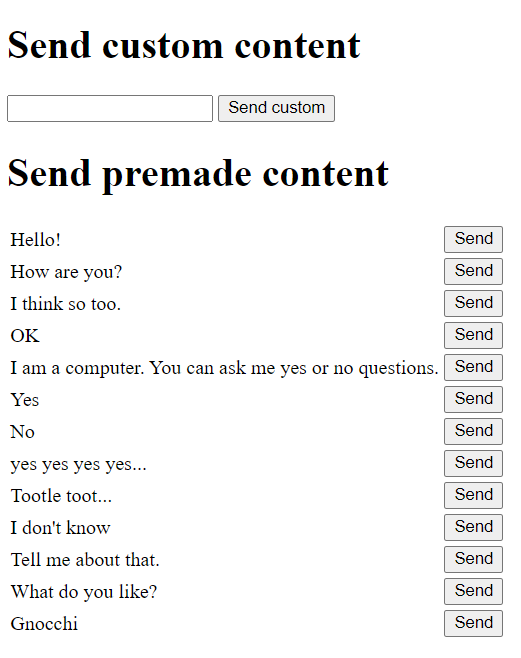 Send custom content
Send custom
Send premade content
Hello! Send
How are you? Send
I think so too. Send
OK Send
I am a computer. You can ask me yes or no questions. Send
Yes Send
No Send
yes yes yes yes... Send
Tootle toot... Send
I don't know Send
Tell me about that. Send
What do you like? Send
Gnocchi Send